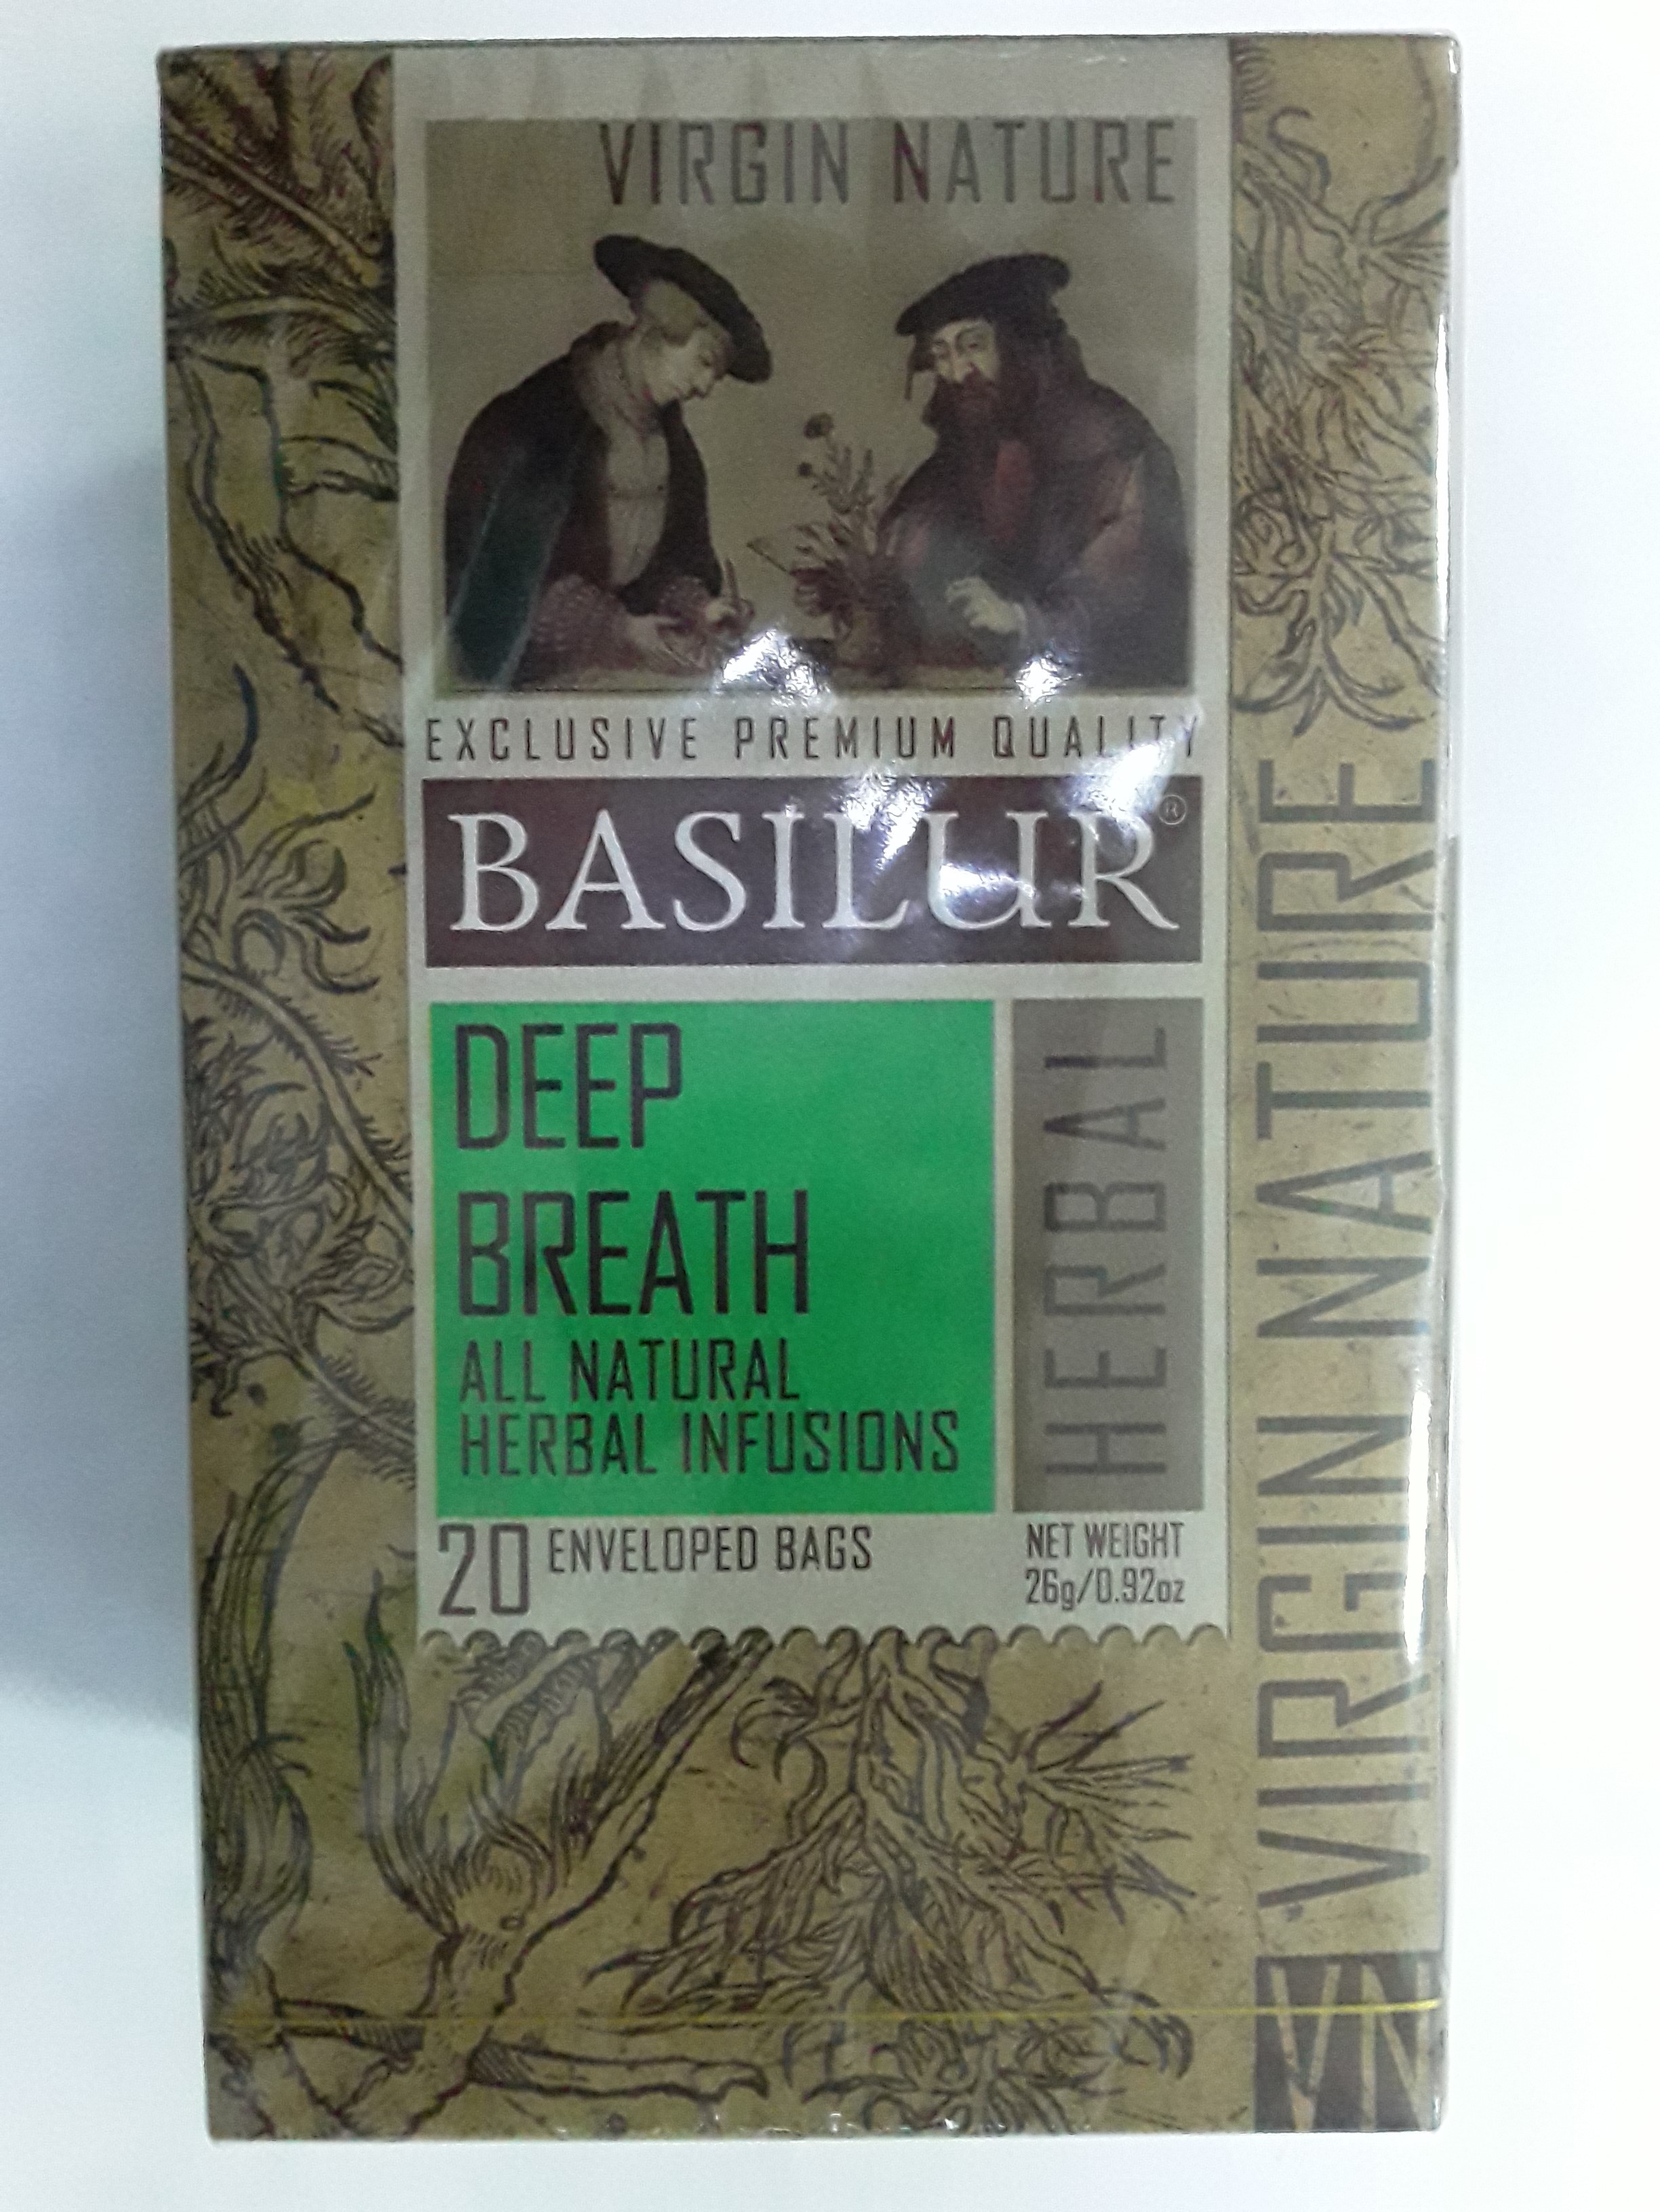 VIRGIN NATURE
EXCLUSIVE PREMIUM QUALITY
BASILUR®
DEEP
BREATH
ALL NATURAL
HERBAL INFUSIONS
HERBAL
20 ENVELOPED BAGS
NET WEIGHT
26g/0.92oz
VIRGIN NATURE
VN